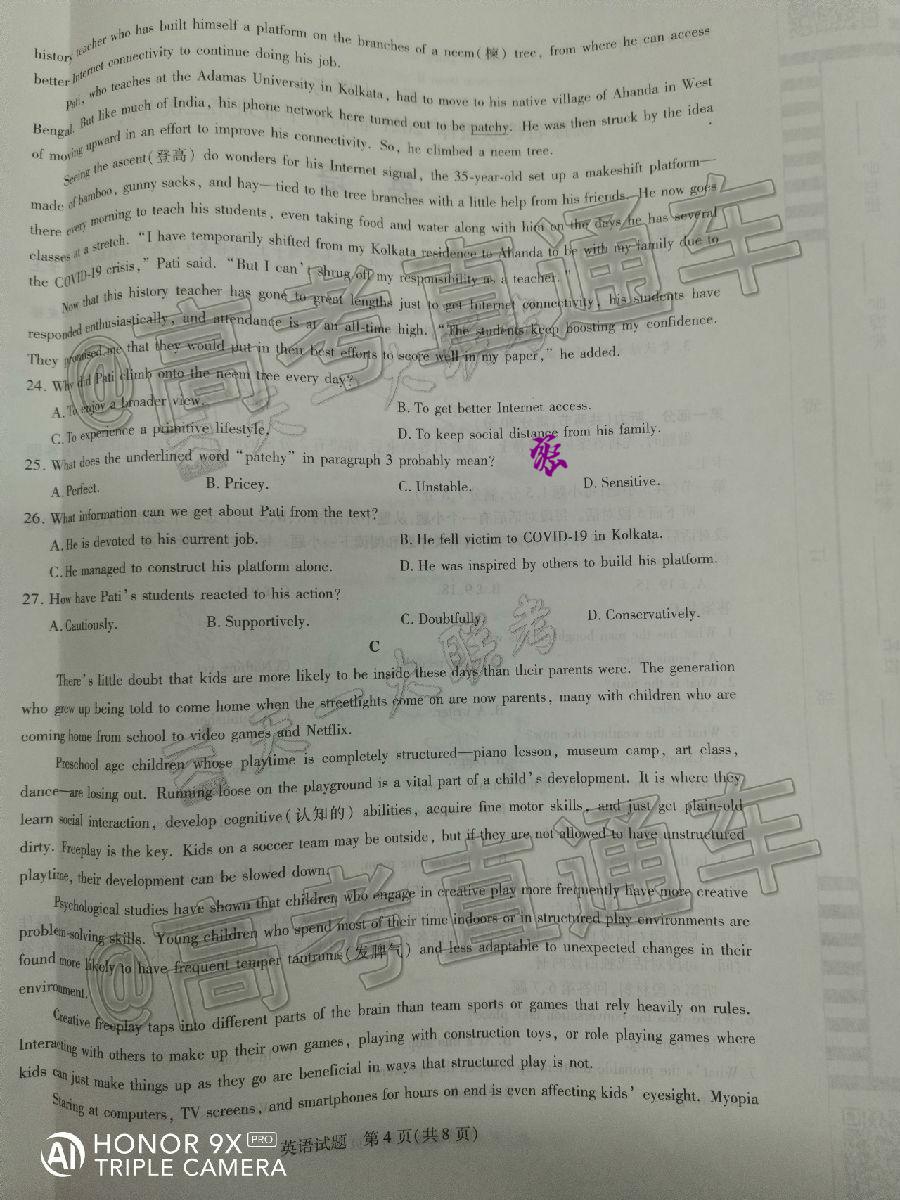 history teacher who has built himself a platform on the branches of a neem(楝) tree, from where he can access
better Internet connectivity to continue doing his job.
Pati, who teaches at the Adamas University in Kolkata, had to move to his native village of Ahanda in West
Bengal. But like much of India, his phone network here turned out to be patchy. He was then struck by the idea
of moving upward in an effort to improve his connectivity. So, he climbed a neem tree.
Seeing the ascent(登高) do wonders for his Internet signal, the 35-year-old set up a makeshift platform—
made of bamboo, gunny sacks, and hay—tied to the tree branches with a little help from his friends. He now goes
there every morning to teach his students, even taking food and water along with him on the days he has several
classes at a stretch. "I have temporarily shifted from my Kolkata residence to Ahanda to be with my family due to
the COVID-19 crisis," Pati said. "But I can't shrug off my responsibility as a teacher."
Now that this history teacher has gone to great lengths just to get Internet connectivity, his students have
responded enthusiastically, and attendance is at an all-time high. "The students keep boosting my confidence.
They promised me that they would put in their best efforts to score well in my paper," he added.
24. Why did Pati climb onto the neem tree every day?
A. To enjoy a broader view. B. To get better Internet access.
C. To experience a primitive lifestyle. D. To keep social distance from his family.
25. What does the underlined word "patchy" in paragraph 3 probably mean?
A. Perfect. B. Pricey. C. Unstable. D. Sensitive.
26. What information can we get about Pati from the text?
A. He is devoted to his current job. B. He fell victim to COVID-19 in Kolkata.
C. He managed to construct his platform alone. D. He was inspired by others to build his platform.
27. How have Pati's students reacted to his action?
A. Cautiously. B. Supportively. C. Doubtfully. D. Conservatively.
C
There's little doubt that kids are more likely to be inside these days than their parents were. The generation
who grew up being told to come home when the streetlights come on are now parents, many with children who are
coming home from school to video games and Netflix.
Preschool age children whose playtime is completely structured—piano lesson, museum camp, art class,
dance—are losing out. Running loose on the playground is a vital part of a child's development. It is where they
learn social interaction, develop cognitive(认知的) abilities, acquire fine motor skills, and just get plain-old
dirty. Freeplay is the key. Kids on a soccer team may be outside, but if they are not allowed to have unstructured
playtime, their development can be slowed down.
Psychological studies have shown that children who engage in creative play more frequently have more creative
problem-solving skills. Young children who spend most of their time indoors or in structured play environments are
found more likely to have frequent temper tantrums(发脾气) and less adaptable to unexpected changes in their
environment.
Creative freeplay taps into different parts of the brain than team sports or games that rely heavily on rules.
Interacting with others to make up their own games, playing with construction toys, or role playing games where
kids can just make things up as they go are beneficial in ways that structured play is not.
Staring at computers, TV screens, and smartphones for hours on end is even affecting kids' eyesight. Myopia
英语试题 第4页(共8页)
@高考直通车
天一大联考
密
天一大联考
@高考直通车
HONOR 9X PRO
TRIPLE CAMERA